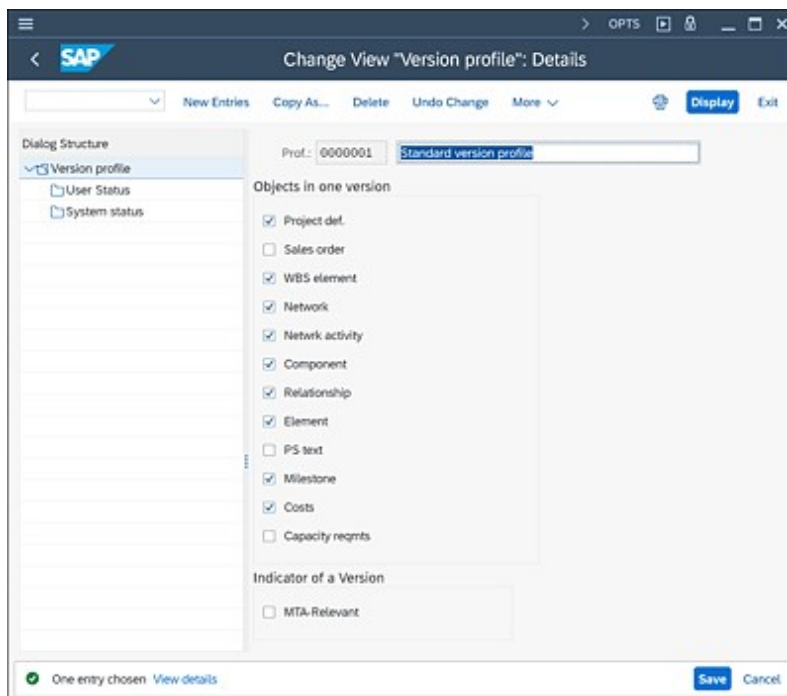 OPTS
SAP
Change View "Version profile": Details
New Entries Copy As... Delete Undo Change More Display Exit
Dialog Structure
Version profile
User Status
System status
Prof.: 0000001 Standard version profile
Objects in one version
Project def.
Sales order
WBS element
Network
Netwrk activity
Component
Relationship
Element
PS text
Milestone
Costs
Capacity reqmts
Indicator of a Version
MTA-Relevant
One entry chosen View details
Save Cancel